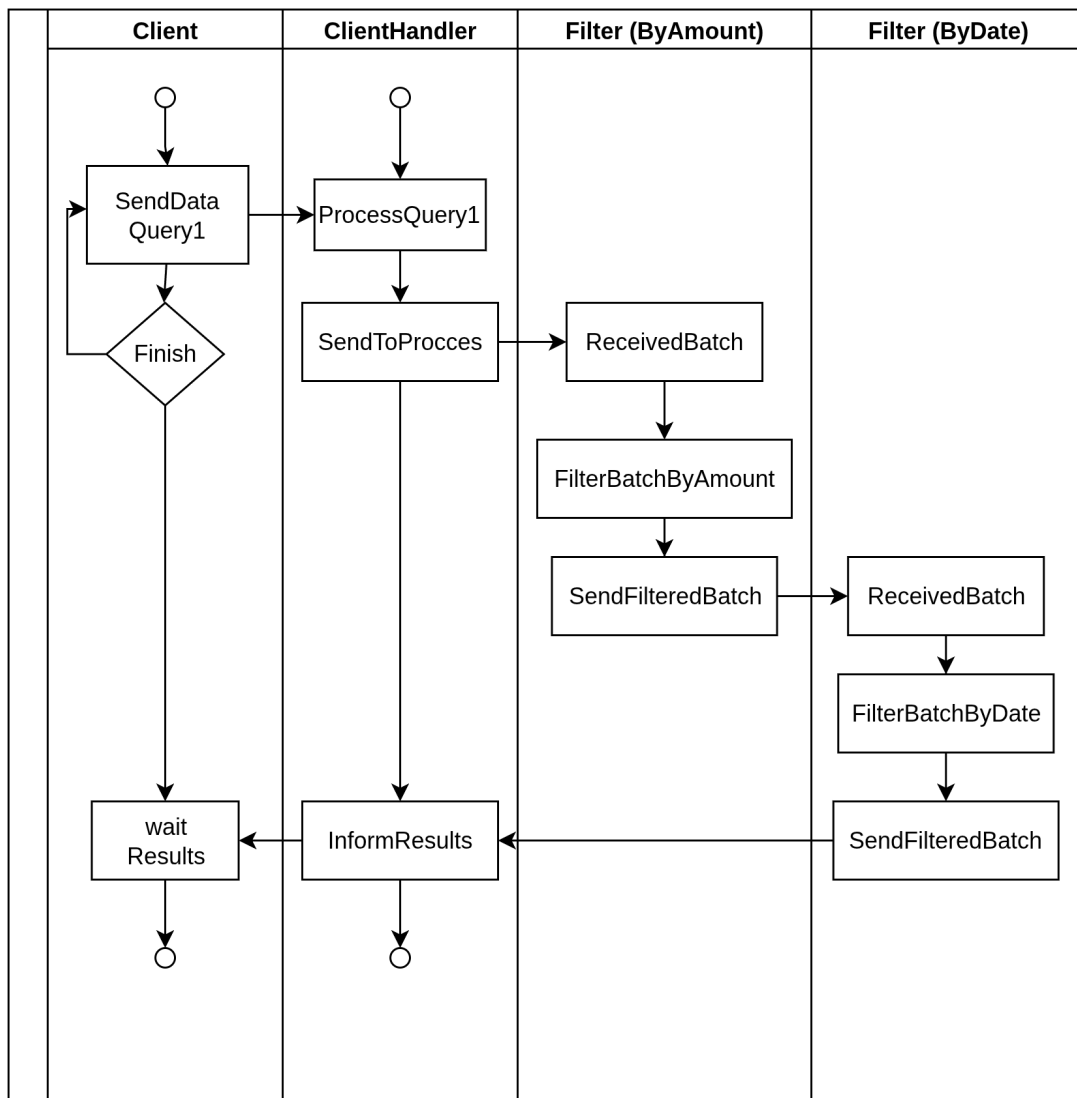 Client
ClientHandler
Filter (ByAmount)
Filter (ByDate)
SendData
Query1
ProcessQuery1
Finish
SendToProcces
ReceivedBatch
FilterBatchByAmount
SendFilteredBatch
ReceivedBatch
FilterBatchByDate
wait
Results
InformResults
SendFilteredBatch